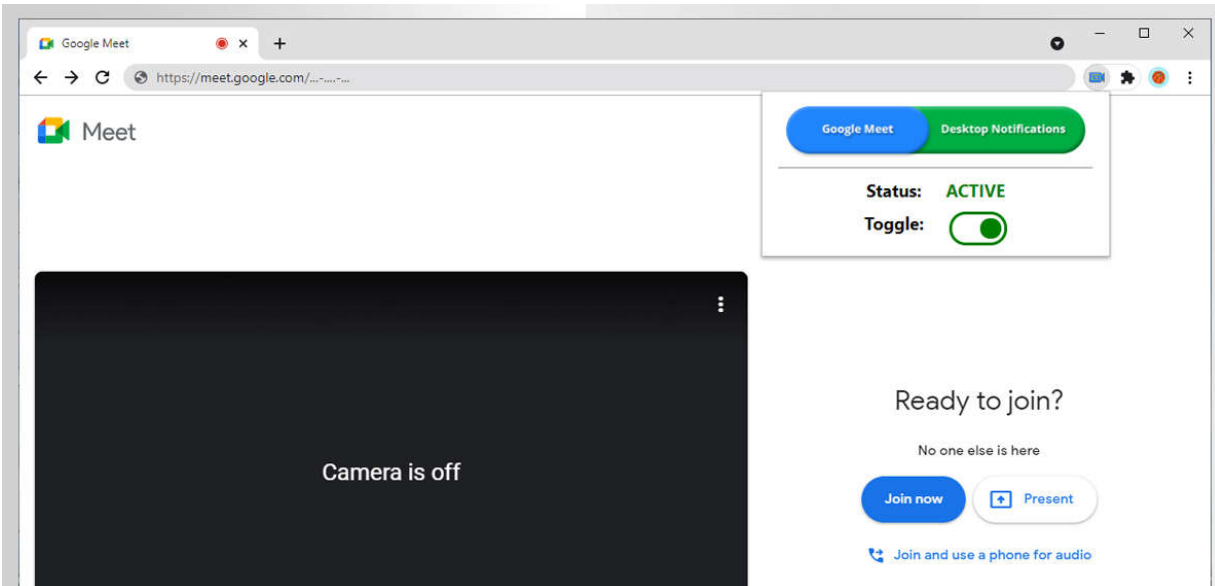 Google Meet
https://meet.google.com/...-....-...
Meet
Google Meet Desktop Notifications
Status: ACTIVE
Toggle:
Camera is off
Ready to join?
No one else is here
Join now Present
Join and use a phone for audio